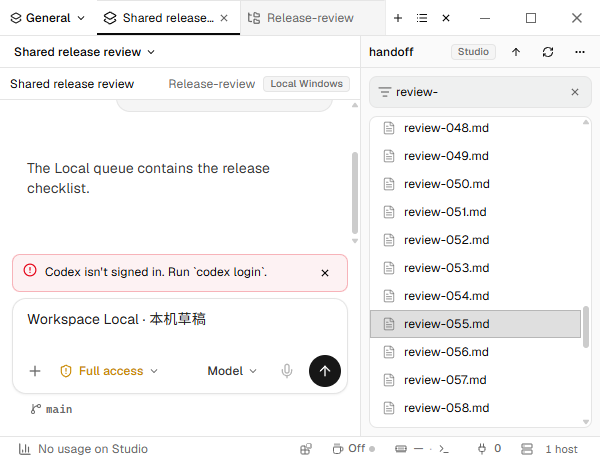 General
Shared release...
Release-review
Shared release review
Shared release review
Release-review
Local Windows
The Local queue contains the release
checklist.
Codex isn't signed in. Run `codex login`.
Workspace Local · 本机草稿
Full access
Model
main
handoff
Studio
review-
review-048.md
review-049.md
review-050.md
review-051.md
review-052.md
review-053.md
review-054.md
review-055.md
review-056.md
review-057.md
review-058.md
No usage on Studio
Off
— ·
0
1 host